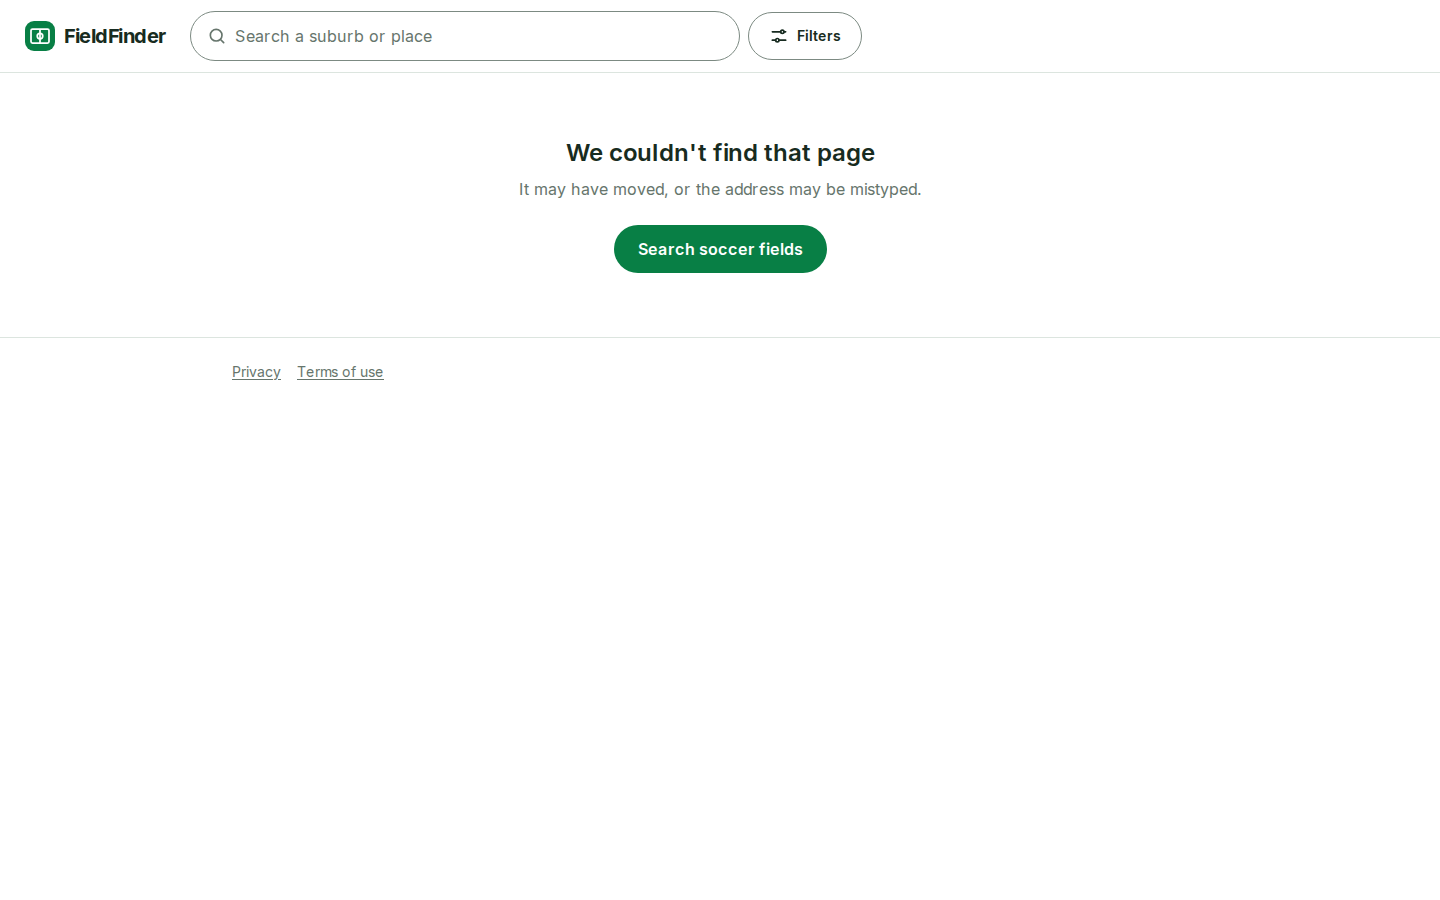 FieldFinder
Search a suburb or place
Filters
We couldn't find that page
It may have moved, or the address may be mistyped.
Search soccer fields
Privacy
Terms of use